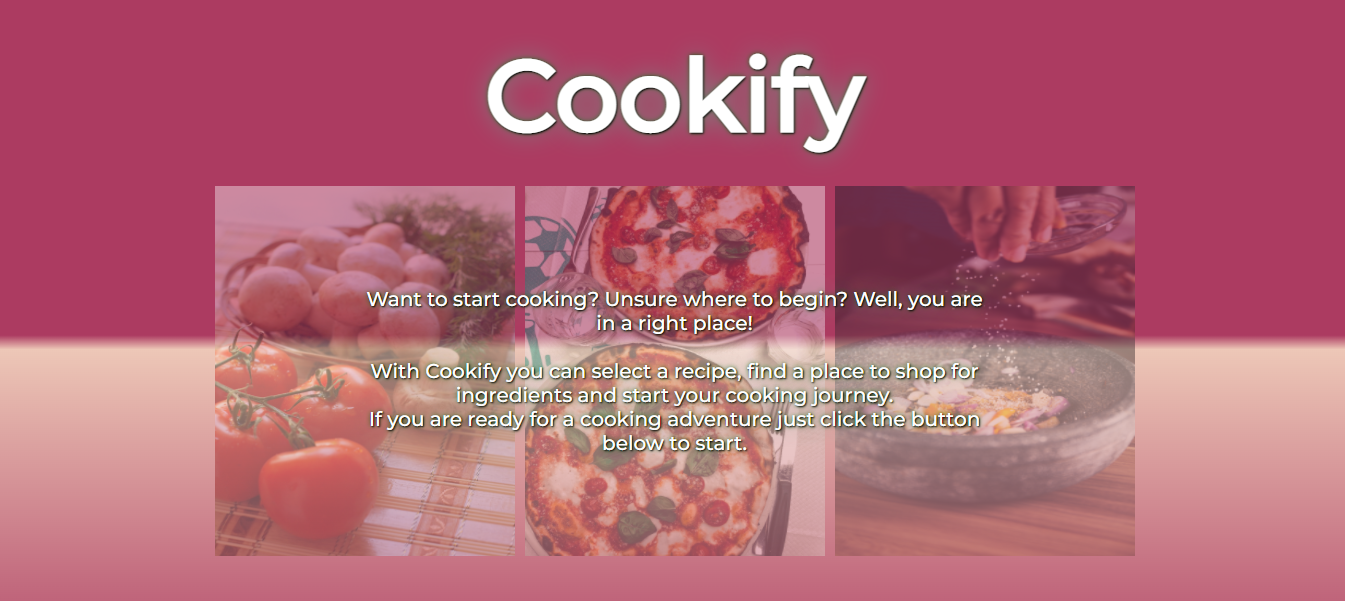 Cookify
Want to start cooking? Unsure where to begin? Well, you are
in a right place!
With Cookify you can select a recipe, find a place to shop for
ingredients and start your cooking journey.
If you are ready for a cooking adventure just click the button
below to start.